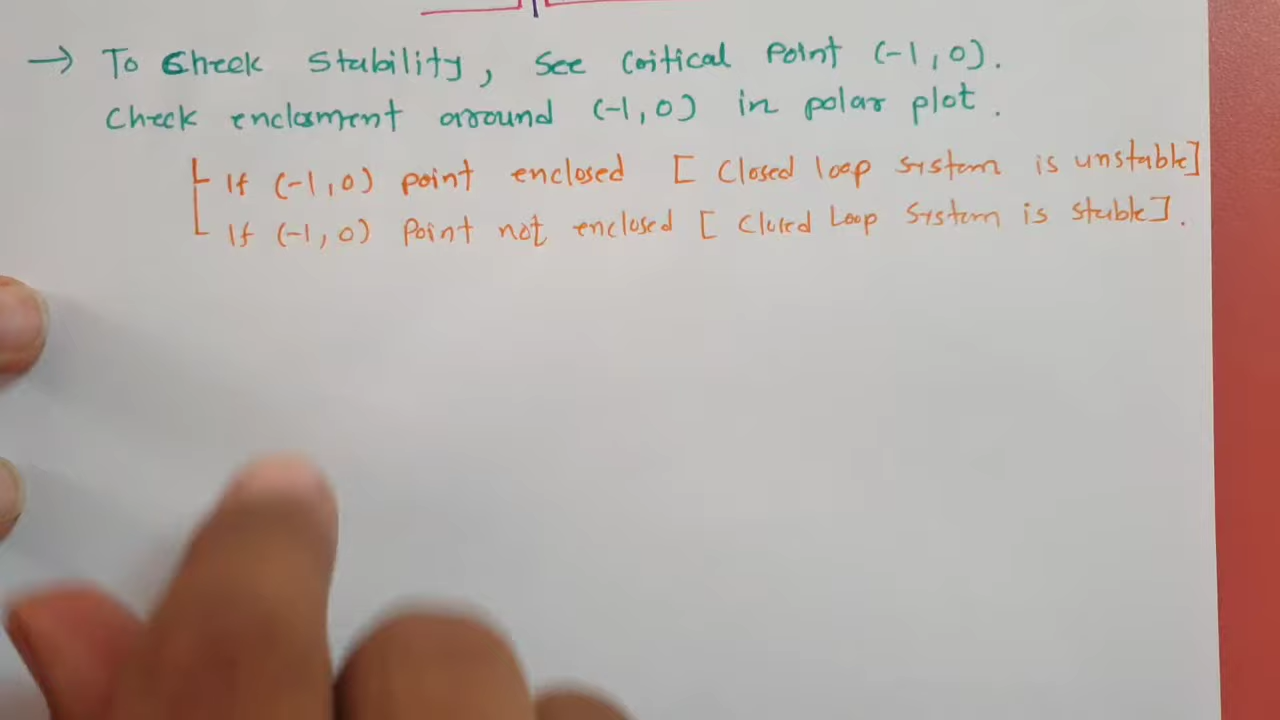 → To Check Stability, See Critical Point (-1, 0).
Check enclosment around (-1, 0) in polar plot.
If (-1, 0) point enclosed [ Closed loop system is unstable]
If (-1, 0) Point not enclosed [ Closed Loop System is stable].